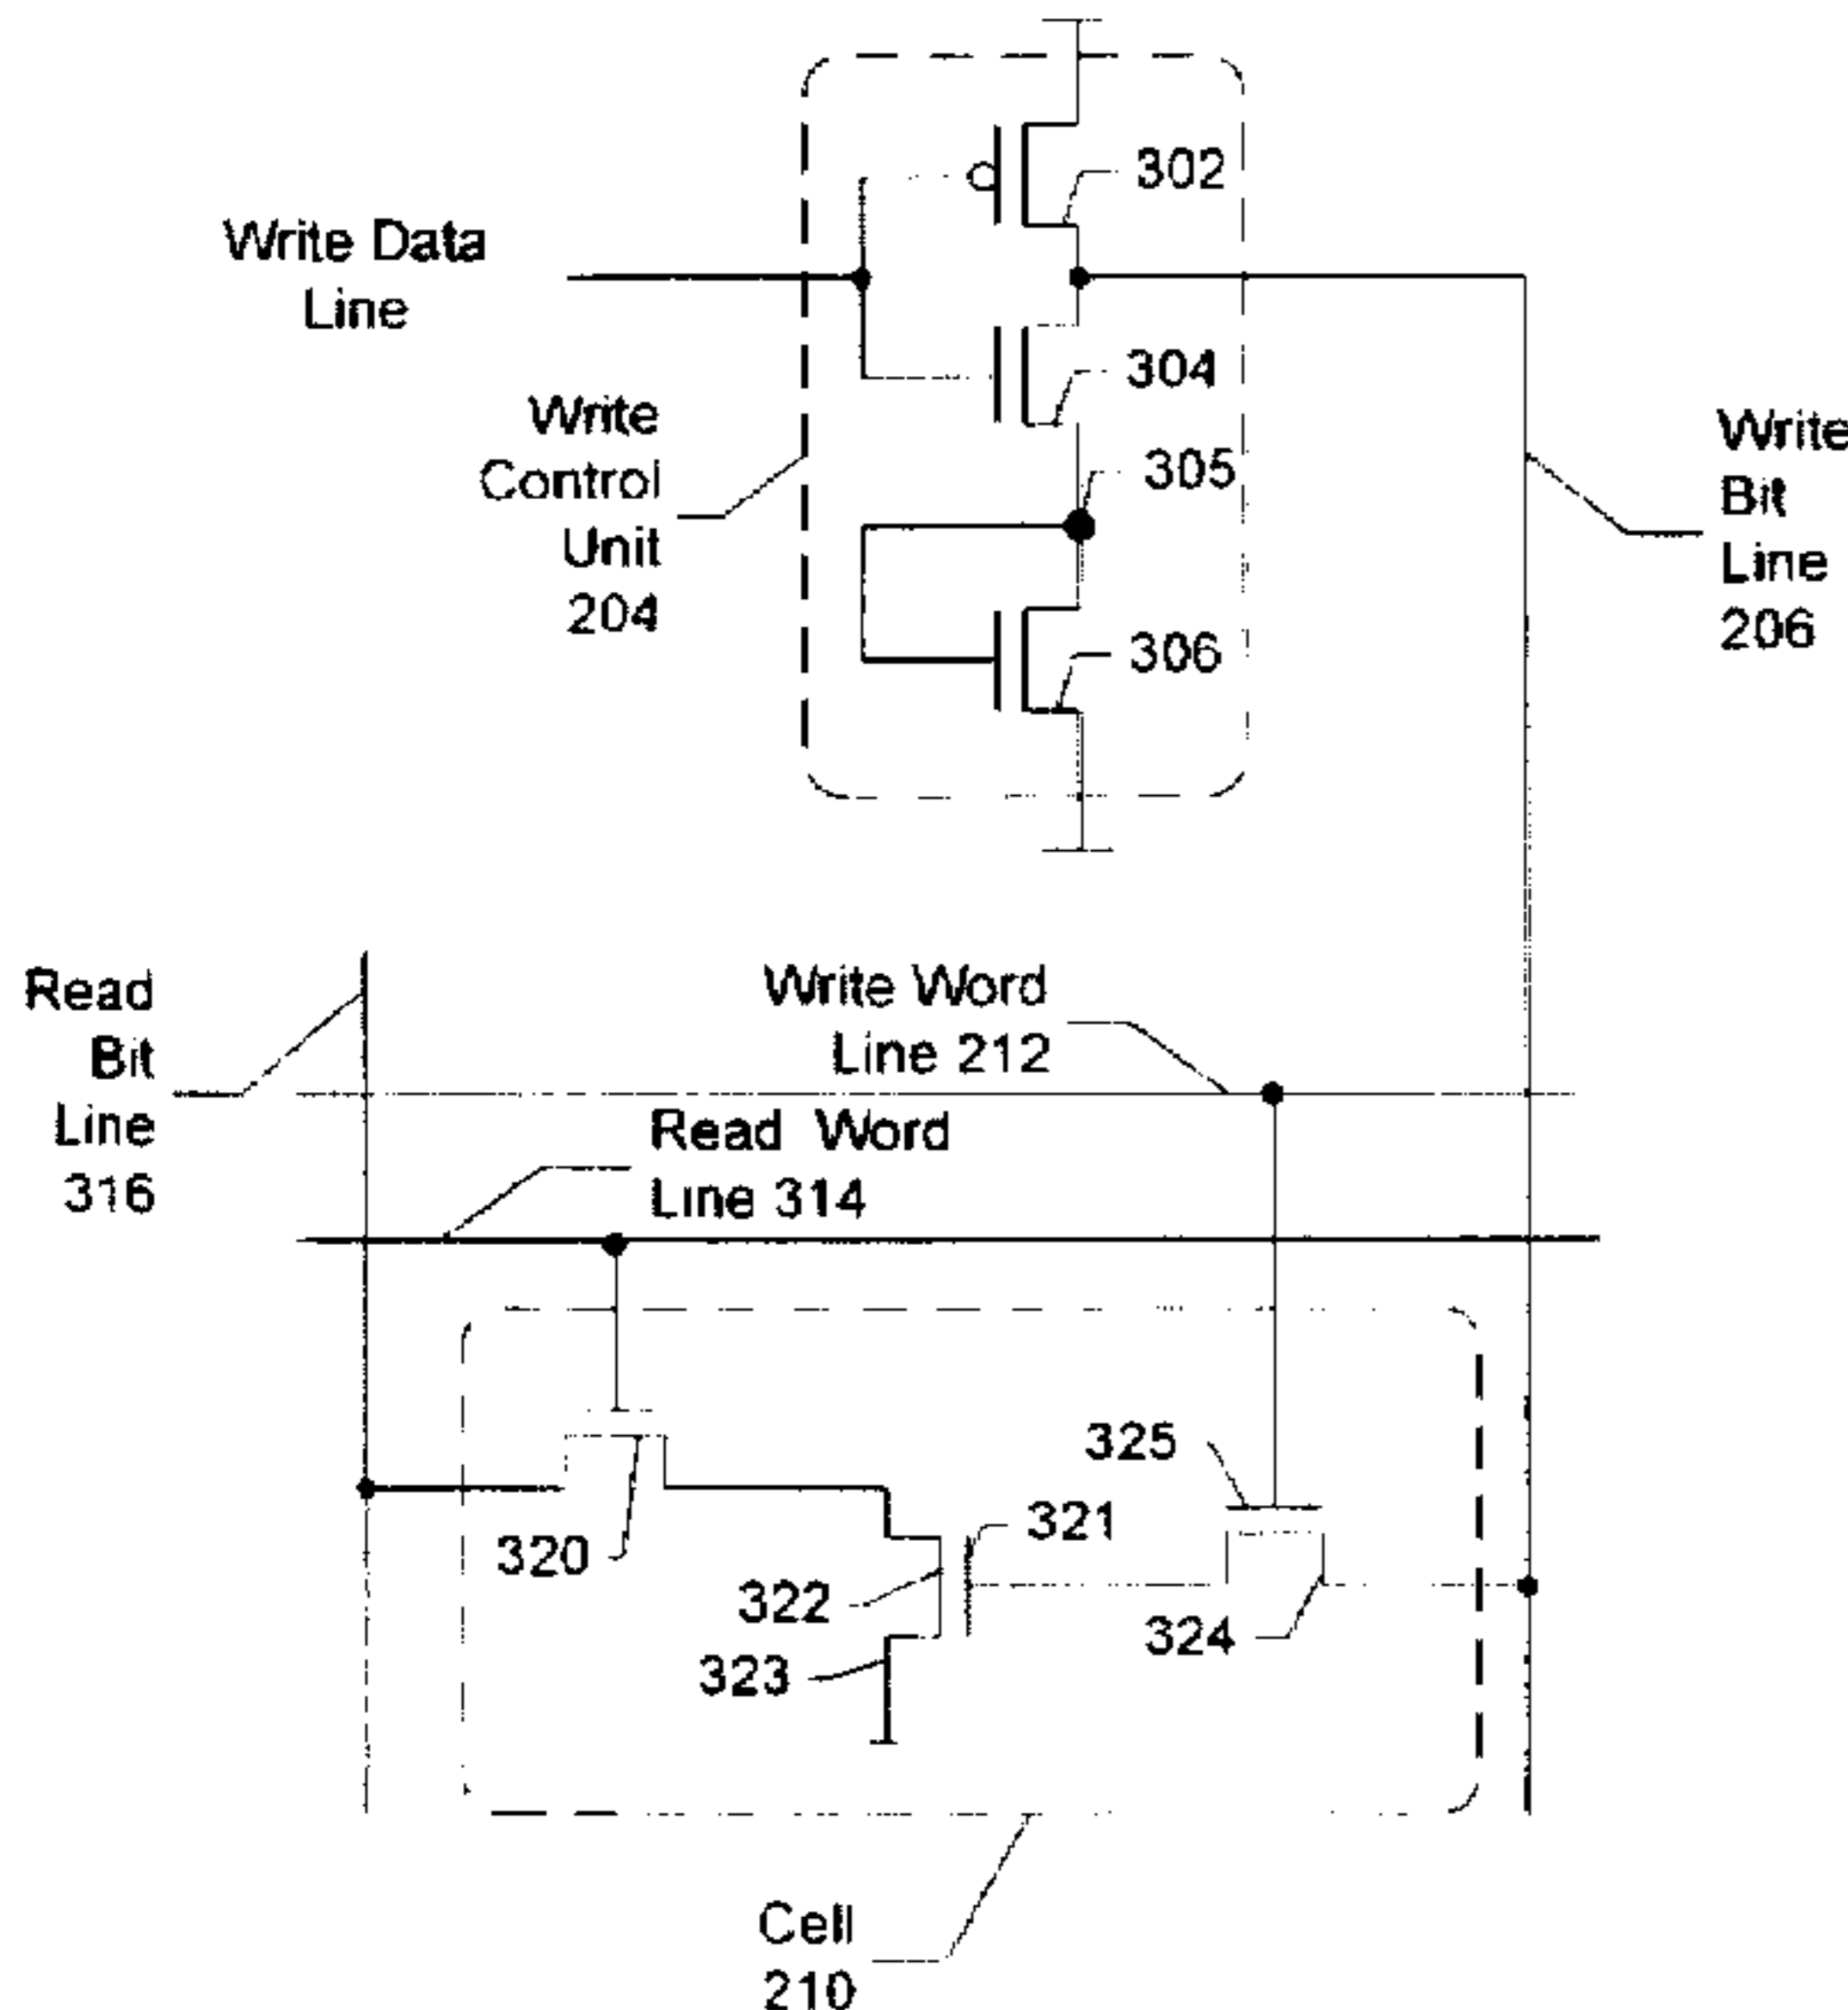 302
Write Data
Line
304
Write
Control
Unit
204
305
Write
Bit
Line
206
306
Read
Bit
Line
316
Write Word
Line 212
Read Word
Line 314
325
321
320
322
324
323
Cell
210